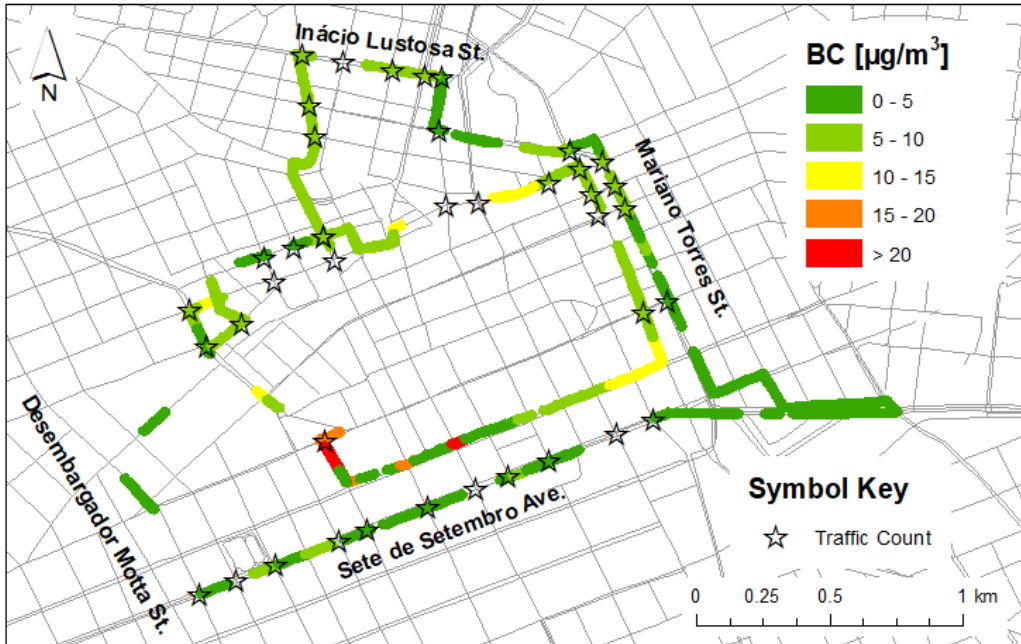 Inácio Lustosa St.
N
BC [µg/m³]
0 - 5
5 - 10
10 - 15
15 - 20
> 20
Mariano Torres St.
Desembargador Motta St.
Sete de Setembro Ave.
Symbol Key
Traffic Count
0 0.25 0.5 1 km